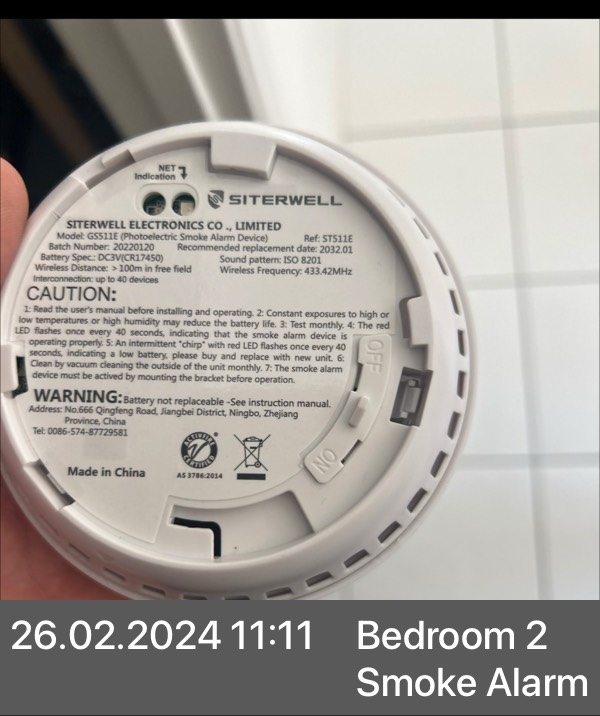 NET
Indication
SITERWELL
SITERWELL ELECTRONICS CO ., LIMITED
Model: GS511E (Photoelectric Smoke Alarm Device) Ref: ST511E
Batch Number: 20220120 Recommended replacement date: 2032.01
Battery Spec.: DC3V(CR17450) Sound pattern: ISO 8201
Wireless Distance: >100m in free field Wireless Frequency: 433.42MHz
Interconnection: up to 40 devices
CAUTION:
1: Read the user's manual before installing and operating. 2: Constant exposures to high or
low temperatures or high humidity may reduce the battery life. 3: Test monthly. 4: The red
LED flashes once every 40 seconds, indicating that the smoke alarm device is
operating properly. 5: An intermittent "chirp" with red LED flashes once every 40
seconds, indicating a low battery, please buy and replace with new unit. 6:
Clean by vacuum cleaning the outside of the unit monthly. 7: The smoke alarm
device must be actived by mounting the bracket before operation.
WARNING: Battery not replaceable -See instruction manual.
Address: No.666 Qingfeng Road, Jiangbei District, Ningbo, Zhejiang
Province, China
Tel: 0086-574-87729581
OFF
ON
ACTIVFIRE
CERTIFIED
Made in China
AS 3786:2014
26.02.2024 11:11
Bedroom 2
Smoke Alarm